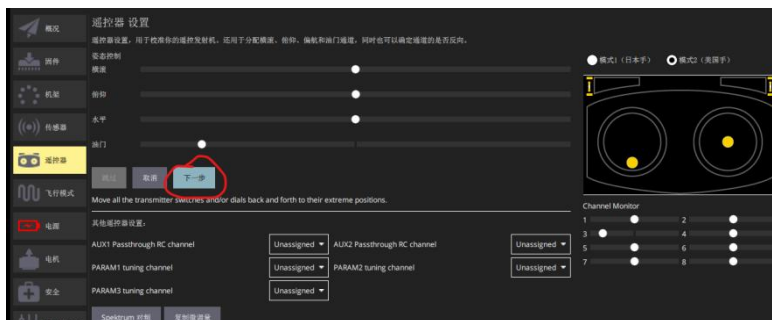 概况
固件
机架
传感器
遥控器
飞行模式
电源
电机
安全
遥控器 设置
遥控器设置，用于校准你的遥控发射机。还用于分配横滚、俯仰、偏航和油门通道，同时也可以确定通道的是否反向。
姿态控制
横滚
俯仰
水平
油门
跳过 取消 下一步
Move all the transmitter switches and/or dials back and forth to their extreme positions.
其他遥控器设置:
AUX1 Passthrough RC channel Unassigned AUX2 Passthrough RC channel Unassigned
PARAM1 tuning channel Unassigned PARAM2 tuning channel Unassigned
PARAM3 tuning channel Unassigned
Spektrum 对频 复制微调量
模式1（日本手） 模式2（美国手）
Channel Monitor
1 2
3 4
5 6
7 8